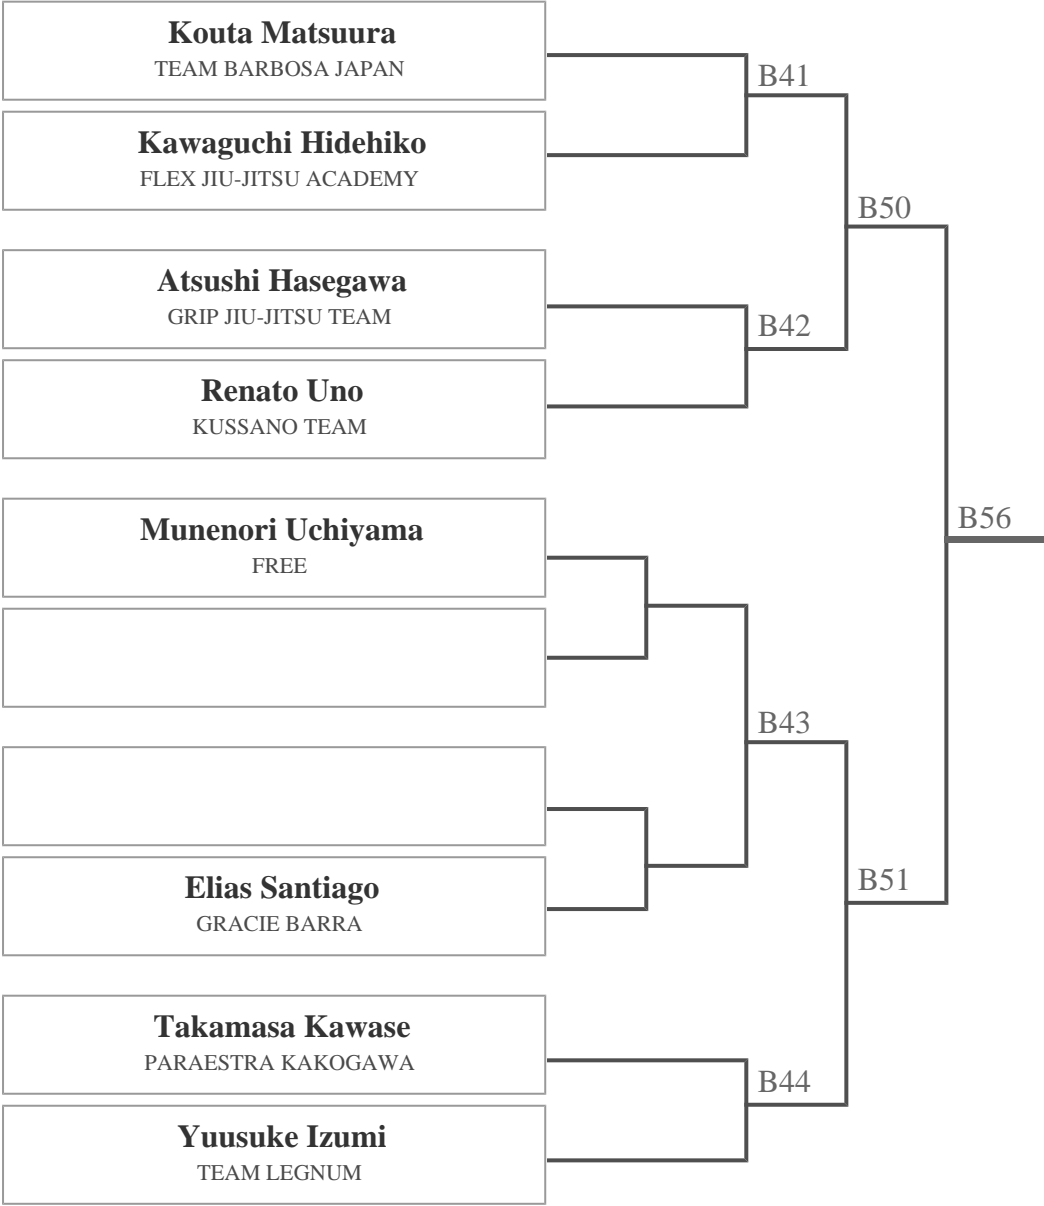 Kouta Matsuura
TEAM BARBOSA JAPAN
B41
Kawaguchi Hidehiko
FLEX JIU-JITSU ACADEMY
B50
Atsushi Hasegawa
GRIP JIU-JITSU TEAM
B42
Renato Uno
KUSSANO TEAM
Munenori Uchiyama
FREE
B56
B43
Elias Santiago
GRACIE BARRA
B51
Takamasa Kawase
PARAESTRA KAKOGAWA
B44
Yuusuke Izumi
TEAM LEGNUM